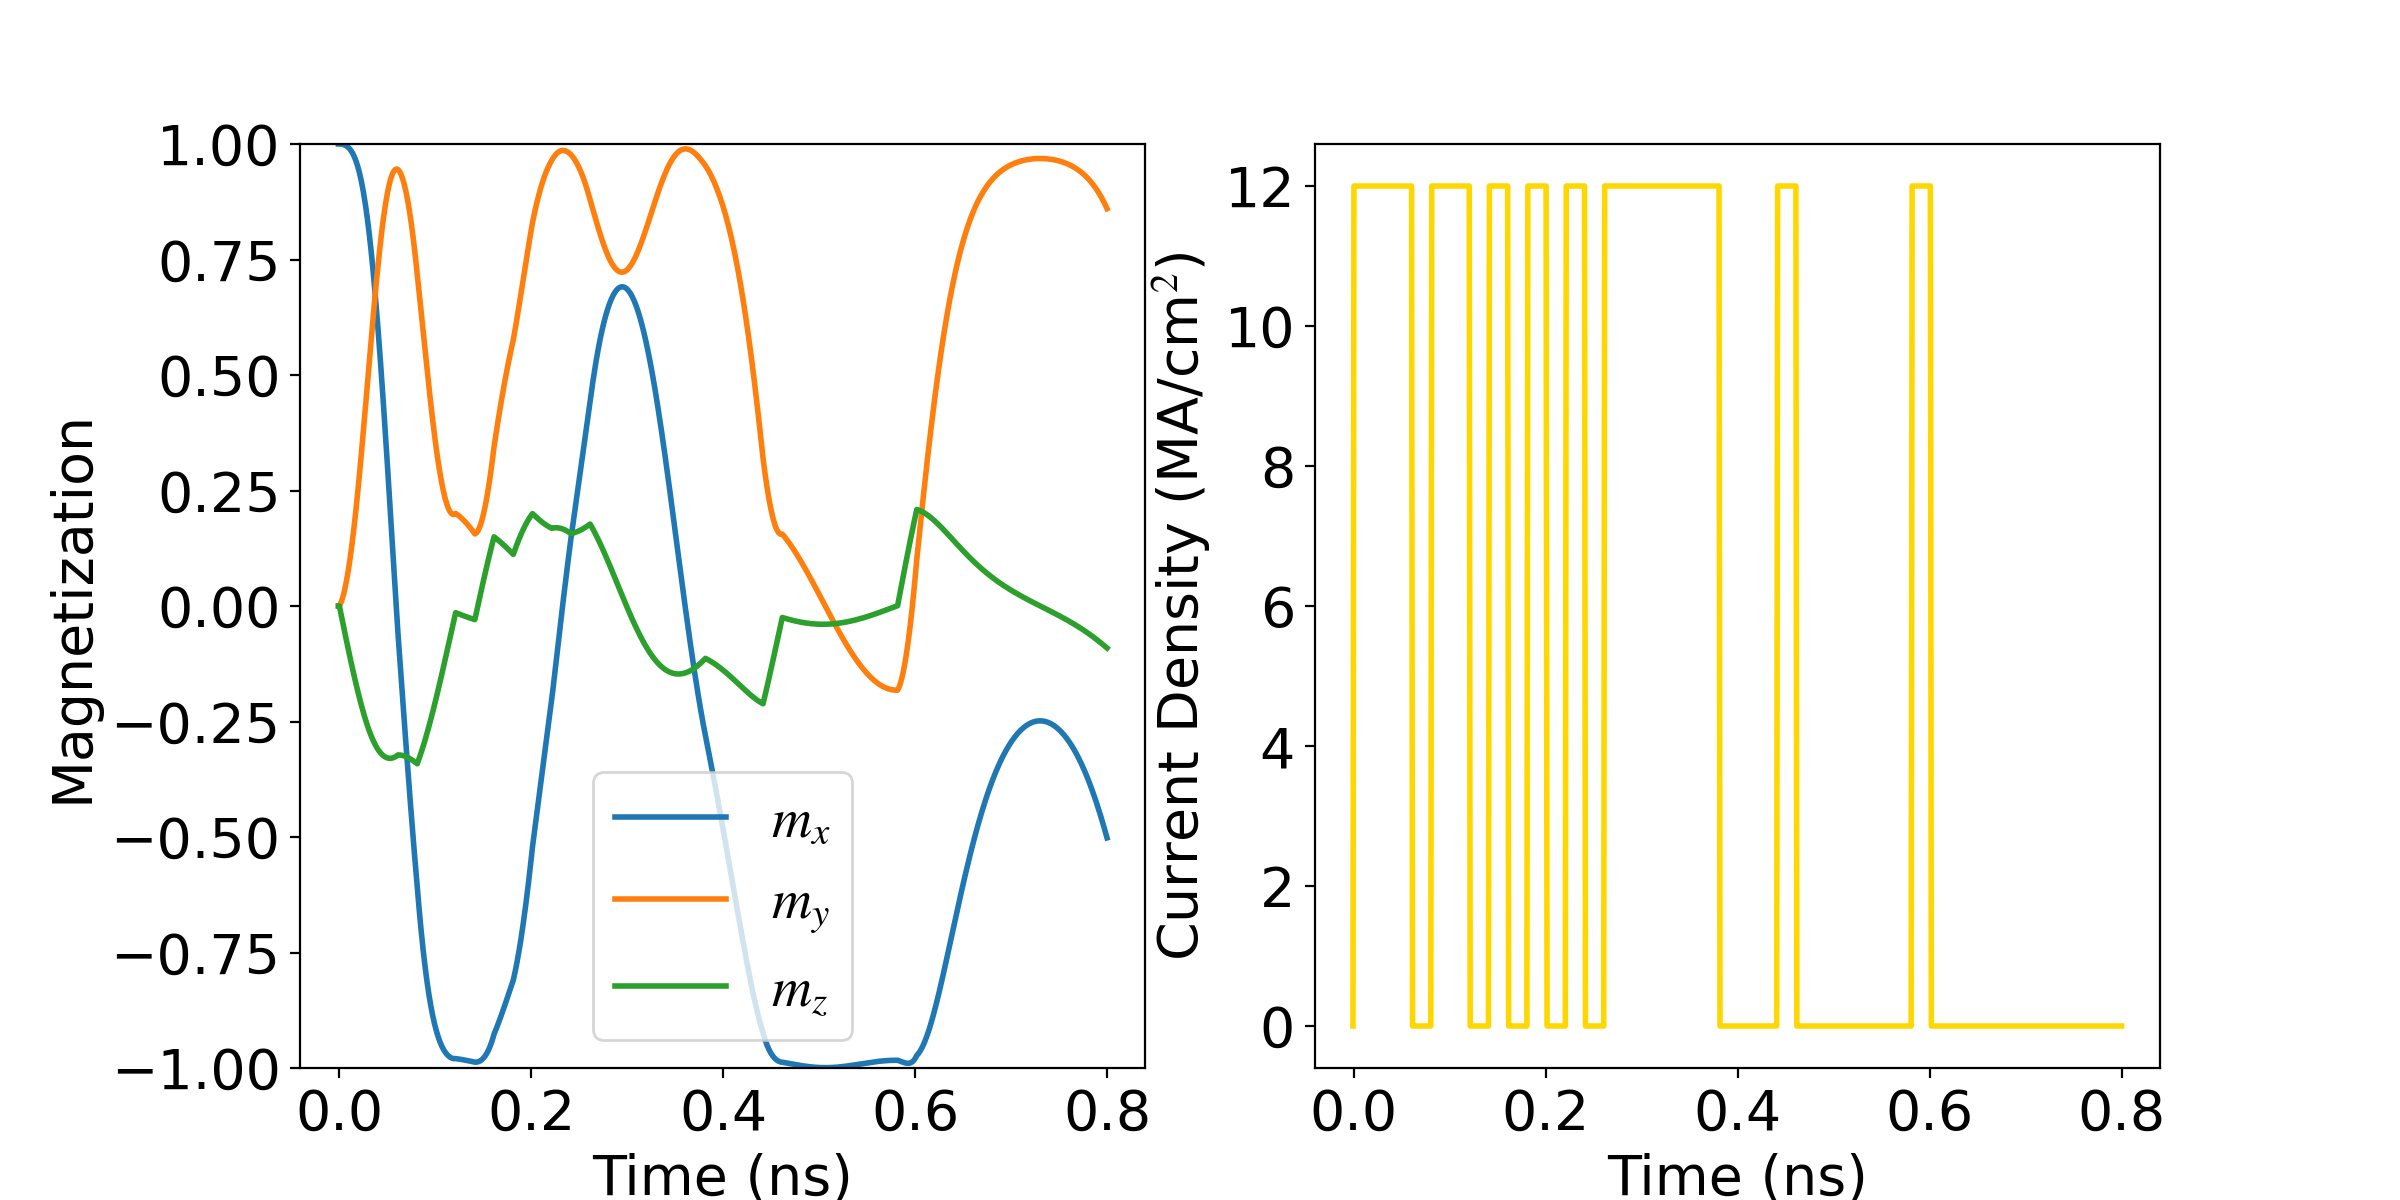 Magnetization
1.00
0.75
0.50
0.25
0.00
−0.25
−0.50
−0.75
−1.00
m_x
m_y
m_z
0.0 0.2 0.4 0.6 0.8
Time (ns)
Current Density (MA/cm²)
12
10
8
6
4
2
0
0.0 0.2 0.4 0.6 0.8
Time (ns)